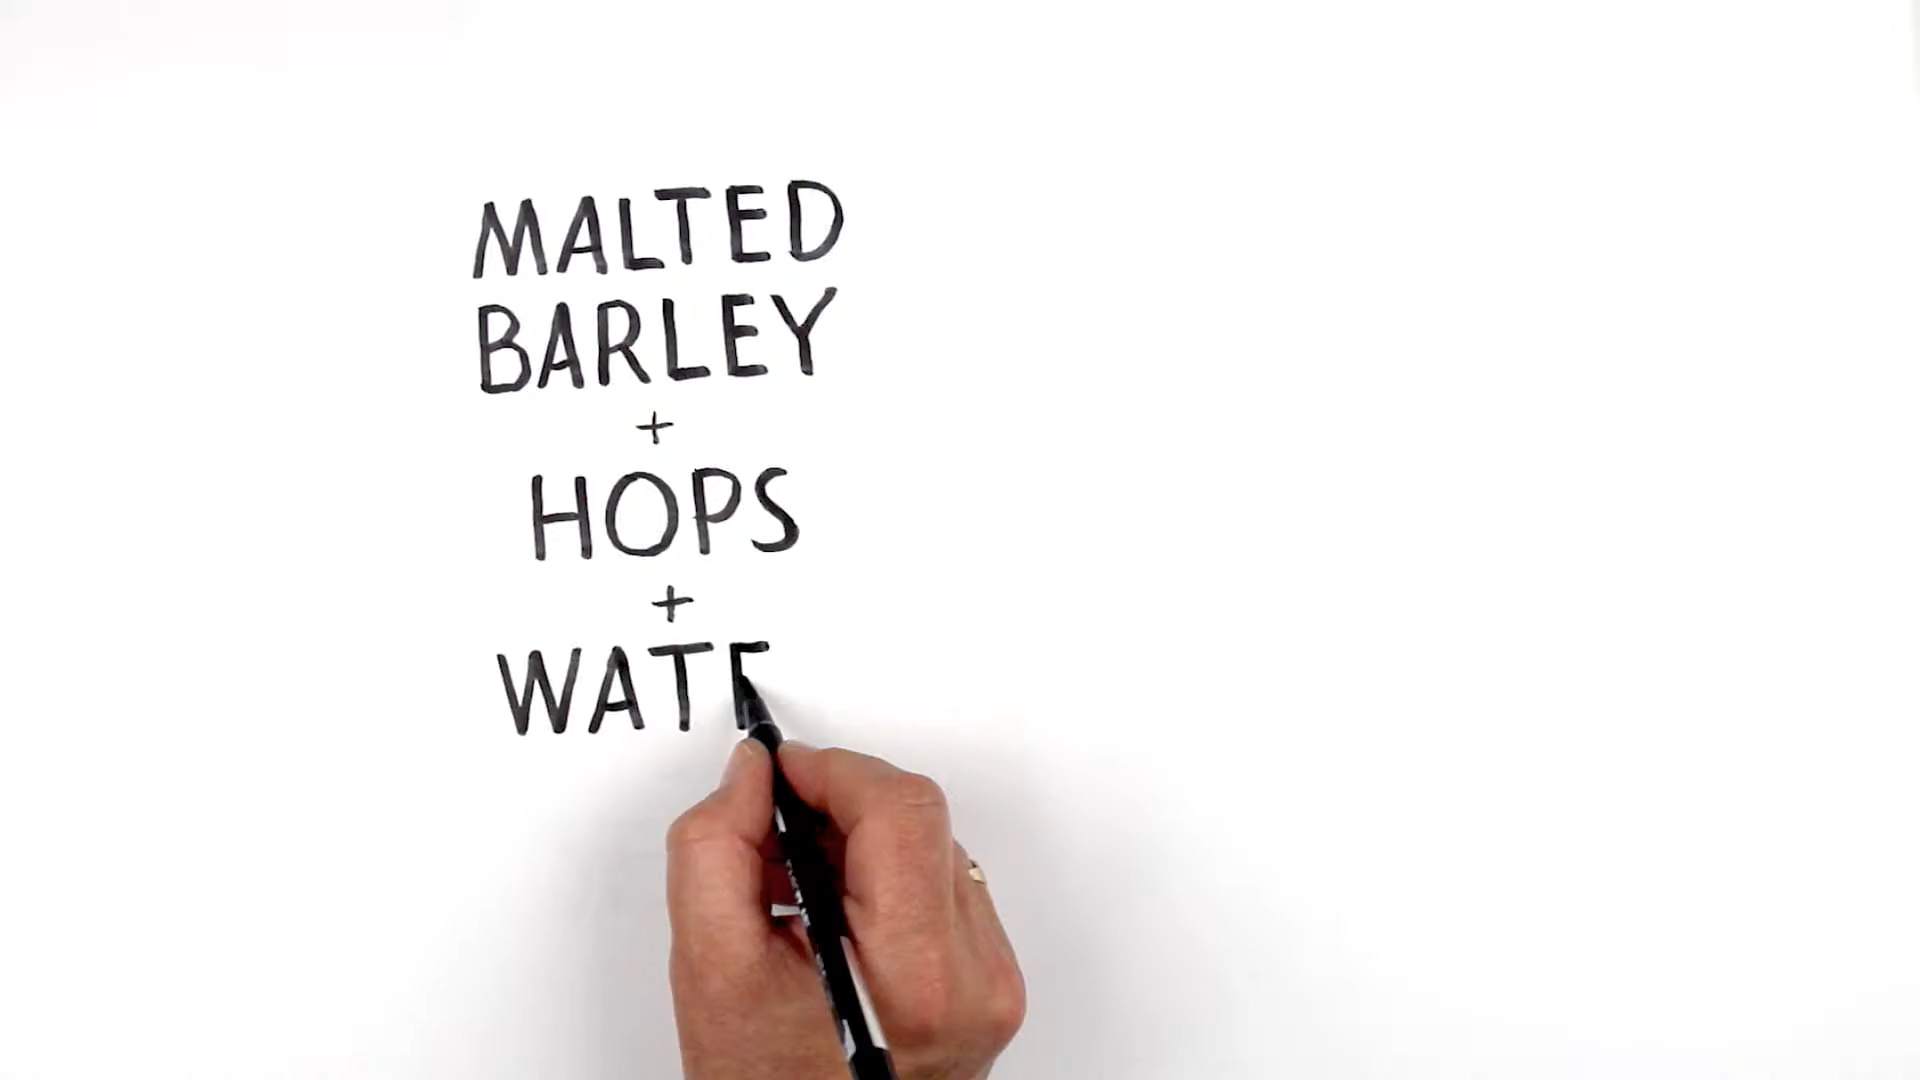 MALTED
BARLEY
+
HOPS
+
WATE